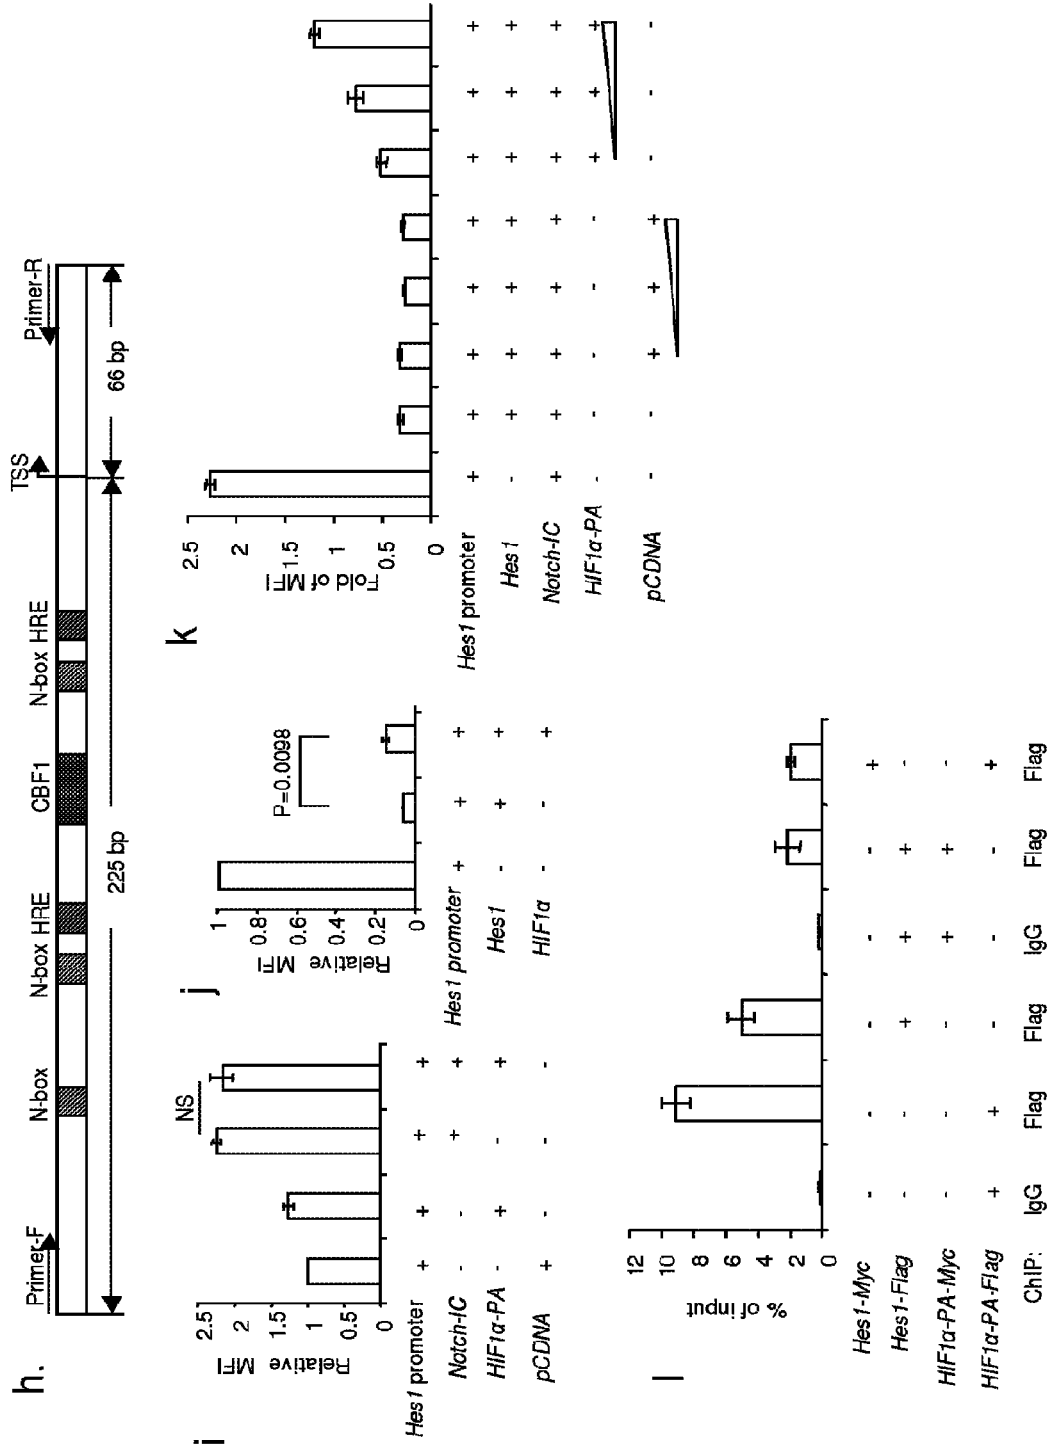 h.
Primer-F N-box N-box HRE CBF1 N-box HRE TSS Primer-R
225 bp 66 bp
i
Relative MFI
2.5
2
1.5
1
0.5
0
NS
Hes1 promoter + + + +
Notch-IC - - + +
HIF1α-PA - + - +
pCDNA + - - -
j
Relative MFI
1
0.8
0.6
0.4
0.2
0
P=0.0098
Hes1 promoter + + +
Hes1 - + +
HIF1α - - +
k
Fold of MFI
2.5
2
1.5
1
0.5
0
Hes1 promoter + + + + + + + +
Hes1 - + + + + + + +
Notch-IC + + + + + + + +
HIF1α-PA - - - - - + + +
pCDNA - - + + + - - -
l
% of input
12
10
8
6
4
2
0
Hes1-Myc - - - - - +
Hes1-Flag - - + + + -
HIF1α-PA-Myc - - - + + -
HIF1α-PA-Flag + + - - - +
ChIP: IgG Flag Flag IgG Flag Flag